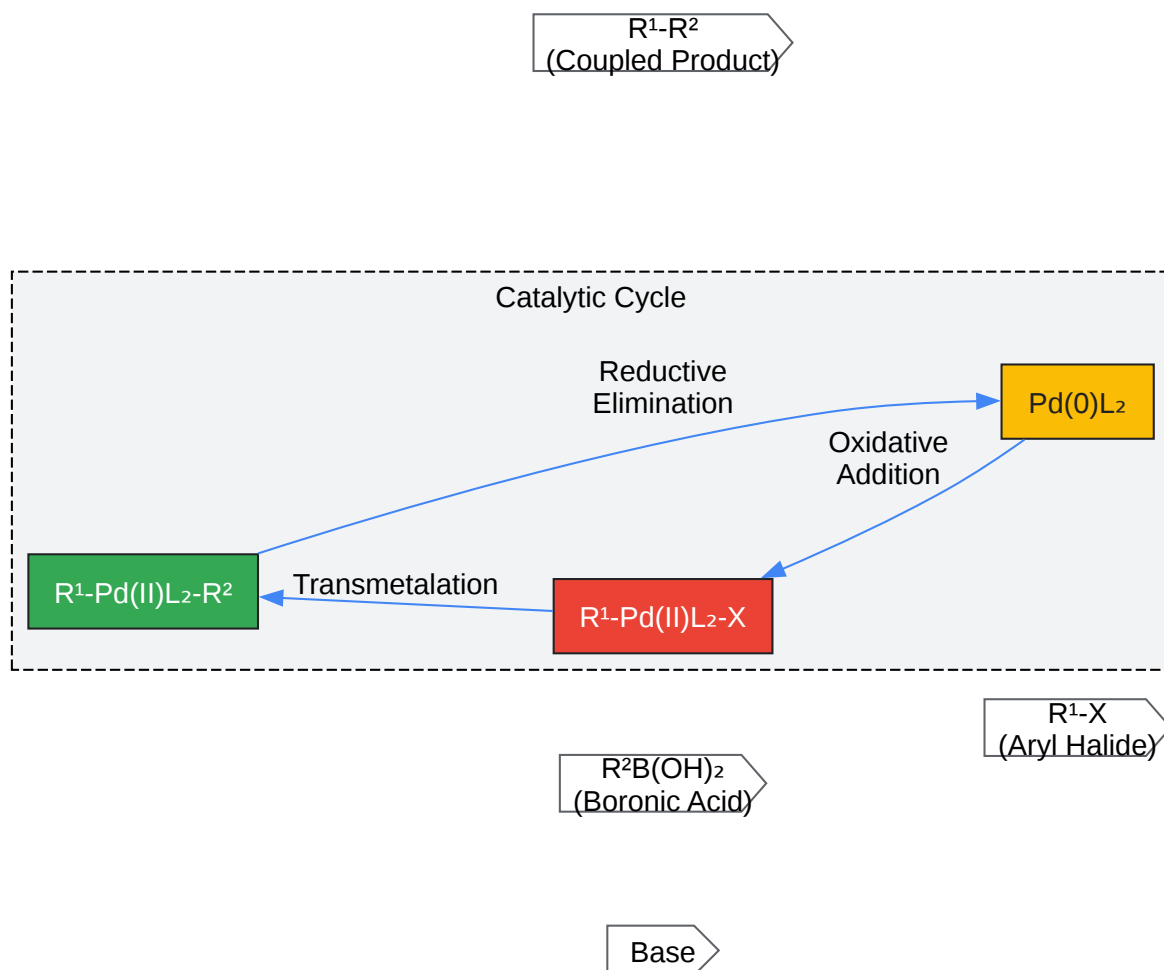 R¹-R²
(Coupled Product)
Catalytic Cycle
Reductive
Elimination
Pd(0)L₂
Oxidative
Addition
R¹-Pd(II)L₂-R²
Transmetalation
R¹-Pd(II)L₂-X
R¹-X
(Aryl Halide)
R²B(OH)₂
(Boronic Acid)
Base